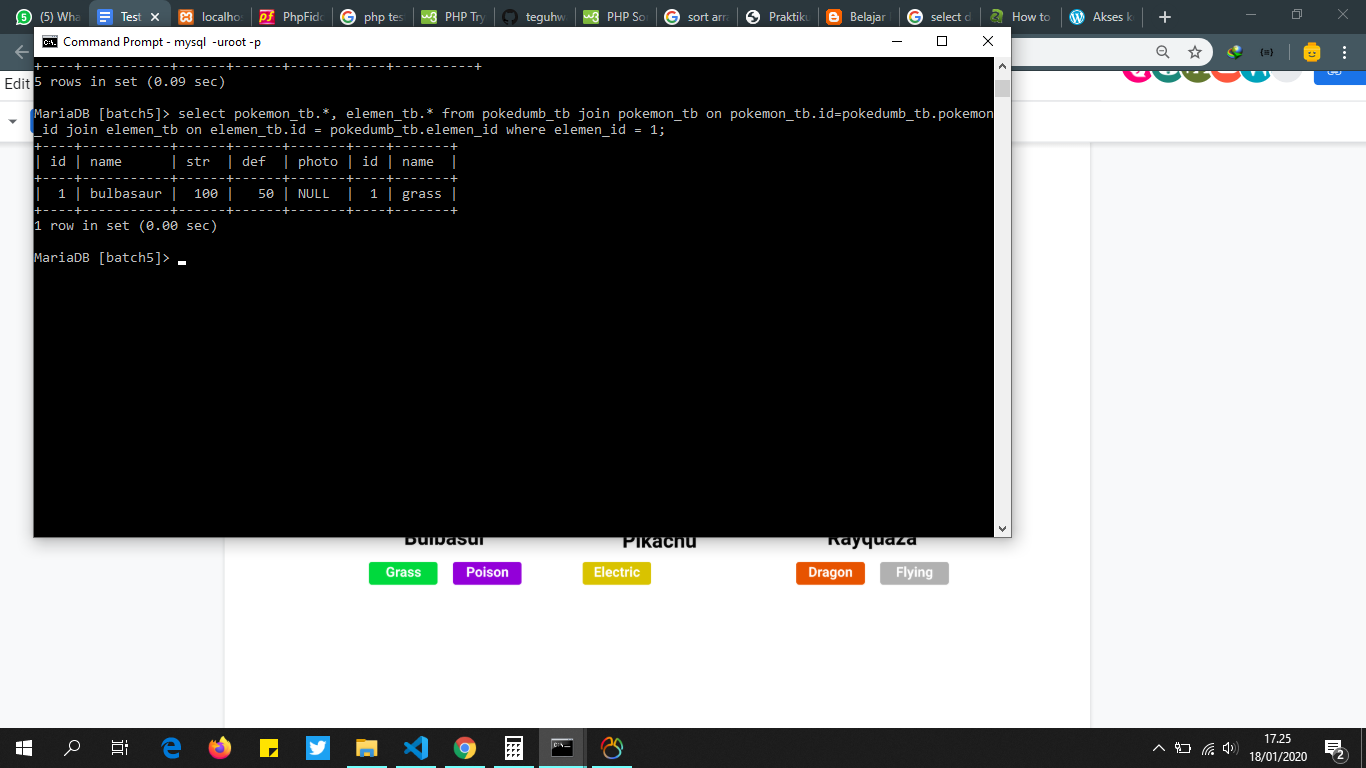 (5) Wha
Test
localho
PhpFido
php tes
PHP Try
teguhw
PHP So
sort arr
Praktiku
Belajar
select d
How to
Akses k
Command Prompt - mysql  -uroot -p
Edit
+----+-----------+------+------+-------+----+----------+
5 rows in set (0.09 sec)
MariaDB [batch5]> select pokemon_tb.*, elemen_tb.* from pokedumb_tb join pokemon_tb on pokemon_tb.id=pokedumb_tb.pokemon
_id join elemen_tb on elemen_tb.id = pokedumb_tb.elemen_id where elemen_id = 1;
+----+-----------+------+------+-------+----+-------+
| id | name      | str  | def  | photo | id | name  |
+----+-----------+------+------+-------+----+-------+
|  1 | bulbasaur |  100 |   50 | NULL  |  1 | grass |
+----+-----------+------+------+-------+----+-------+
1 row in set (0.00 sec)
MariaDB [batch5]>
Bulbasur Pikachu Rayquaza
Grass Poison Electric Dragon Flying
17.25
18/01/2020
2